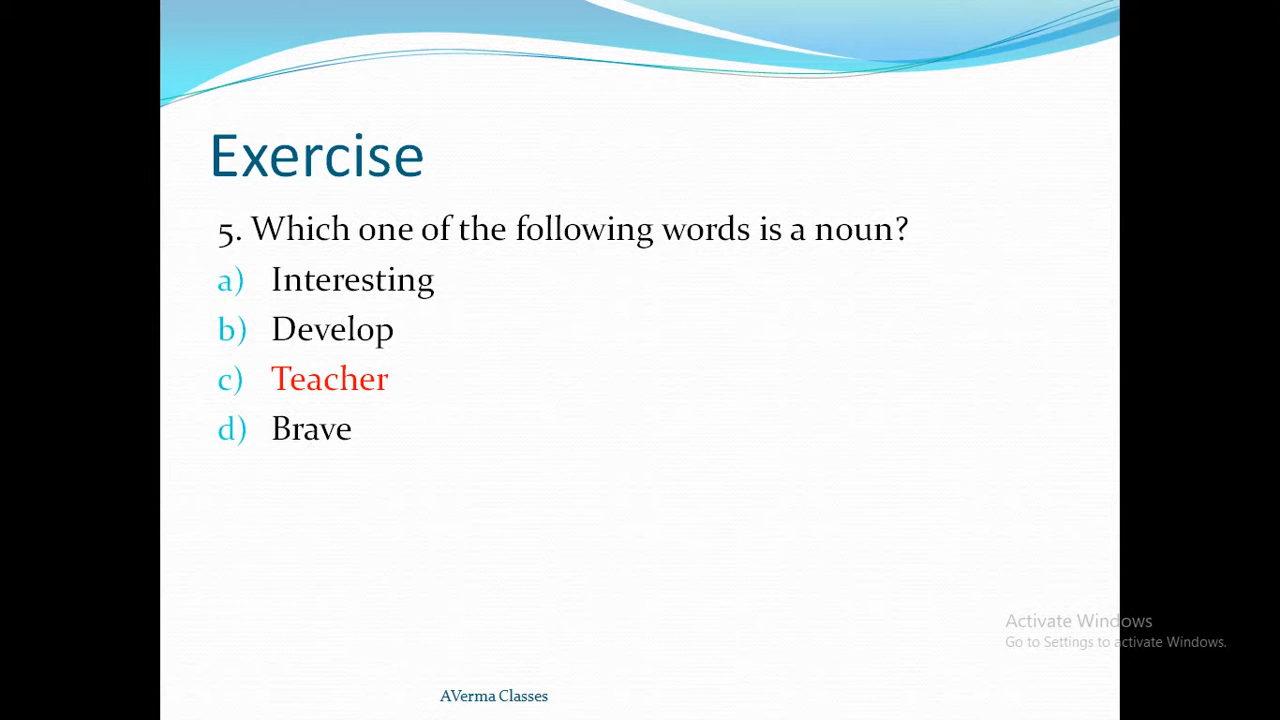 Exercise
5. Which one of the following words is a noun?
a) Interesting
b) Develop
c) Teacher
d) Brave
Activate Windows
Go to Settings to activate Windows.
AVerma Classes